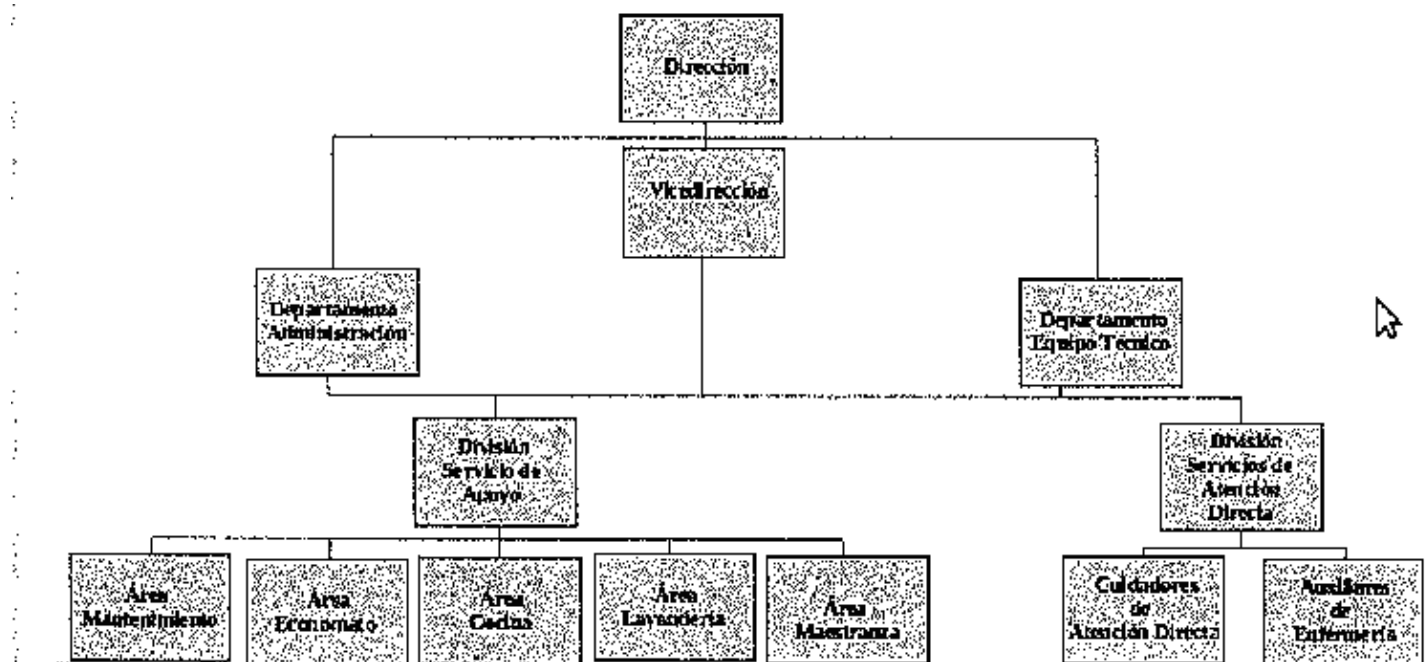 Dirección
Vicedirección
Departamento
Administración
Departamento
Equipo Técnico
División
Servicio de
Apoyo
División
Servicios de
Atención
Directa
Área
Mantenimiento
Área
Economato
Área
Cocina
Área
Lavandería
Área
Maestranza
Cuidadores
de
Atención Directa
Auxiliares
de
Enfermería